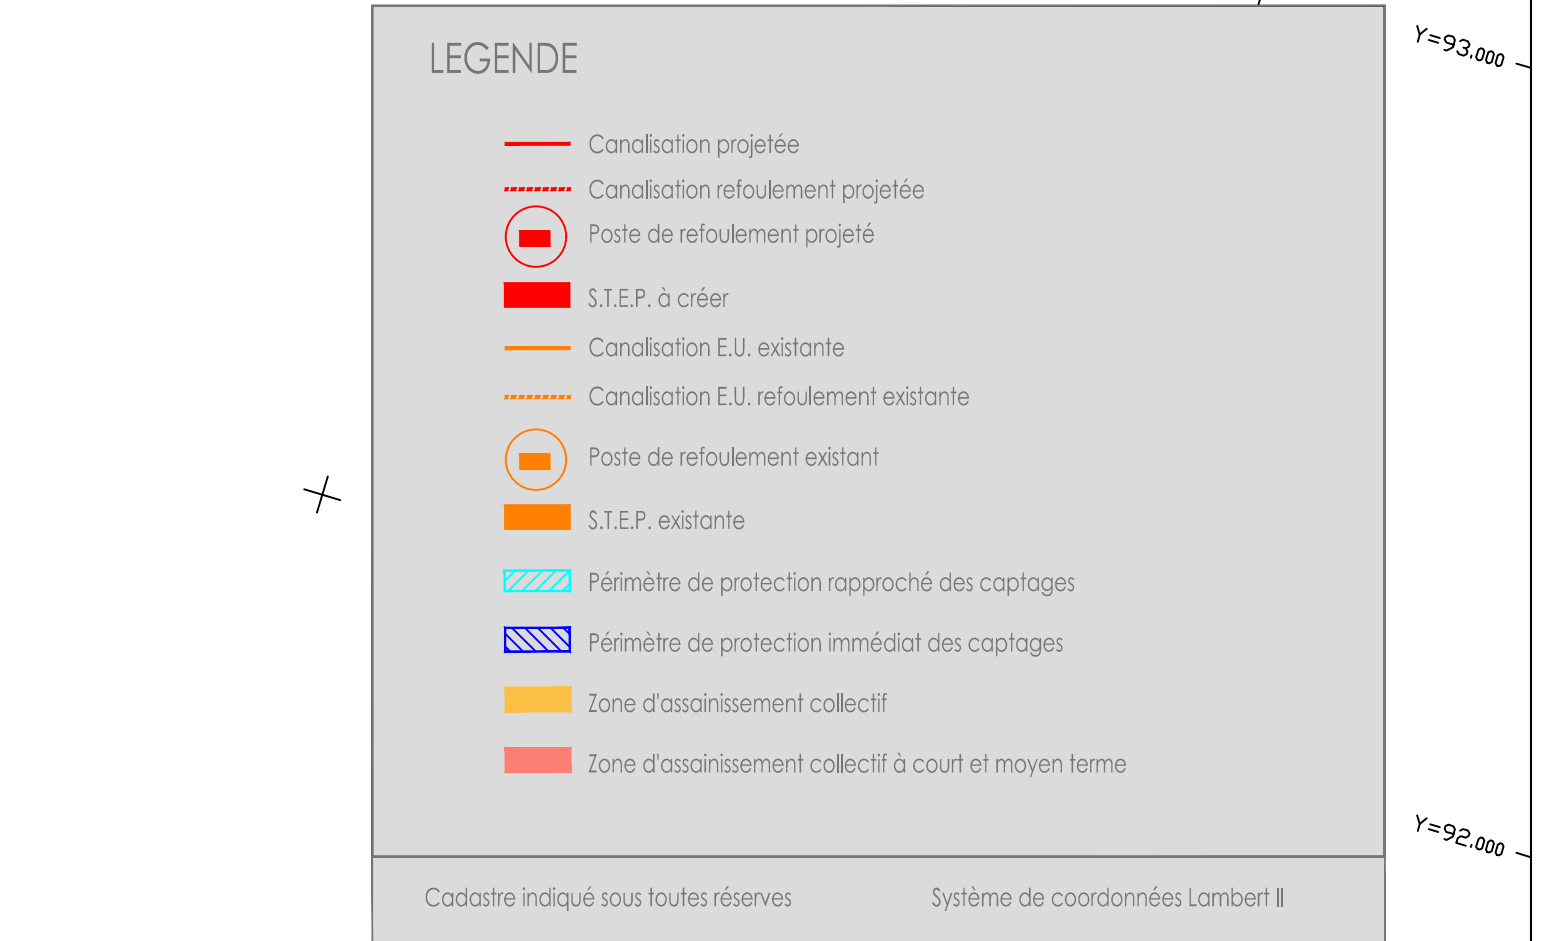 LEGENDE
Y=93.000
Canalisation projetée
Canalisation refoulement projetée
Poste de refoulement projeté
S.T.E.P. à créer
Canalisation E.U. existante
Canalisation E.U. refoulement existante
Poste de refoulement existant
S.T.E.P. existante
Périmètre de protection rapproché des captages
Périmètre de protection immédiat des captages
Zone d'assainissement collectif
Zone d'assainissement collectif à court et moyen terme
Y=92.000
Cadastre indiqué sous toutes réserves
Système de coordonnées Lambert II